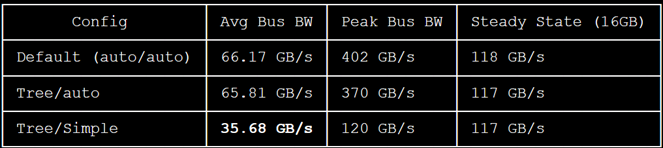 Config Avg Bus BW Peak Bus BW Steady State (16GB)
Default (auto/auto) 66.17 GB/s 402 GB/s 118 GB/s
Tree/auto 65.81 GB/s 370 GB/s 117 GB/s
Tree/Simple 35.68 GB/s 120 GB/s 117 GB/s